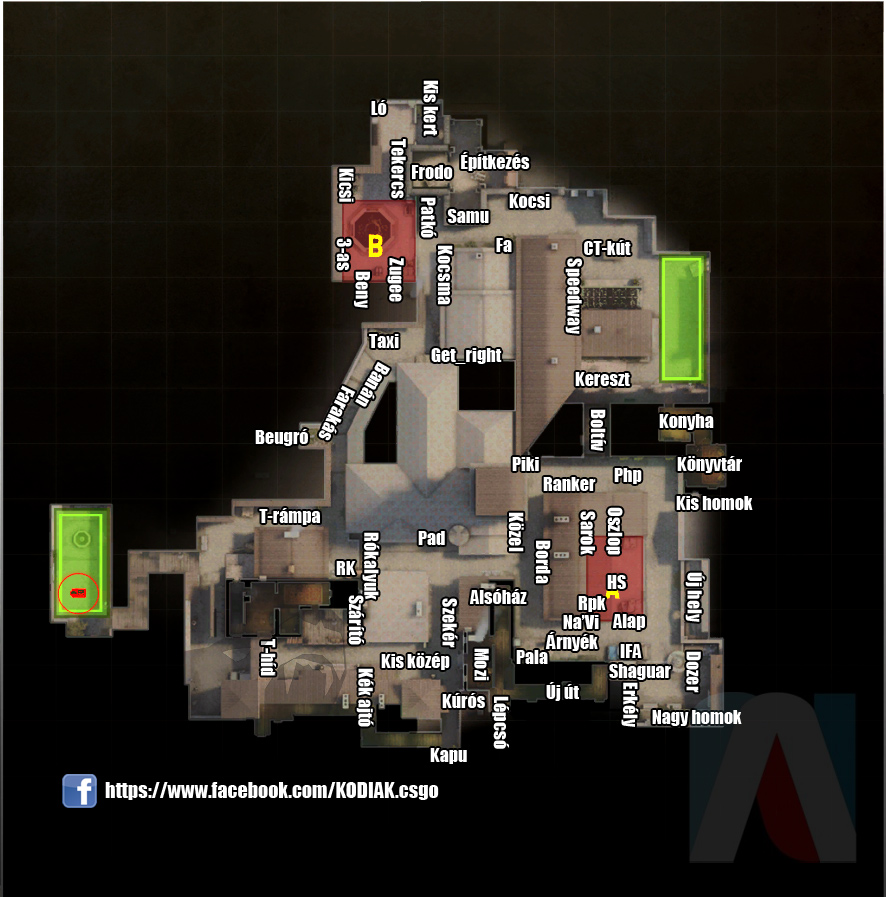 Ló
Kis kert
Tekercs
Építkezés
Frodo
Kicsi
Patkó
Kocsi
Samu
3-as
B
Zugee
Beny
Kocsma
Fa
CT-kút
Speedway
Taxi
Get_right
Banán
Farakás
Kereszt
Beugró
Boltív
Konyha
Piki
Php
Könyvtár
Ranker
Kis homok
T-rámpa
Közel
Sarok
Oszlop
Pad
Rókalyuk
Borda
RK
HS
Új hely
Alsóház
Rpk
Szárító
Szekér
Na'Vi
Alap
Árnyék
T-híd
Kis közép
Mozi
Pala
IFA
Shaguar
Dozer
Kék ajtó
Kúrós
Lépcső
Új út
Erkély
Nagy homok
Kapu
f https://www.facebook.com/KODIAK.csgo